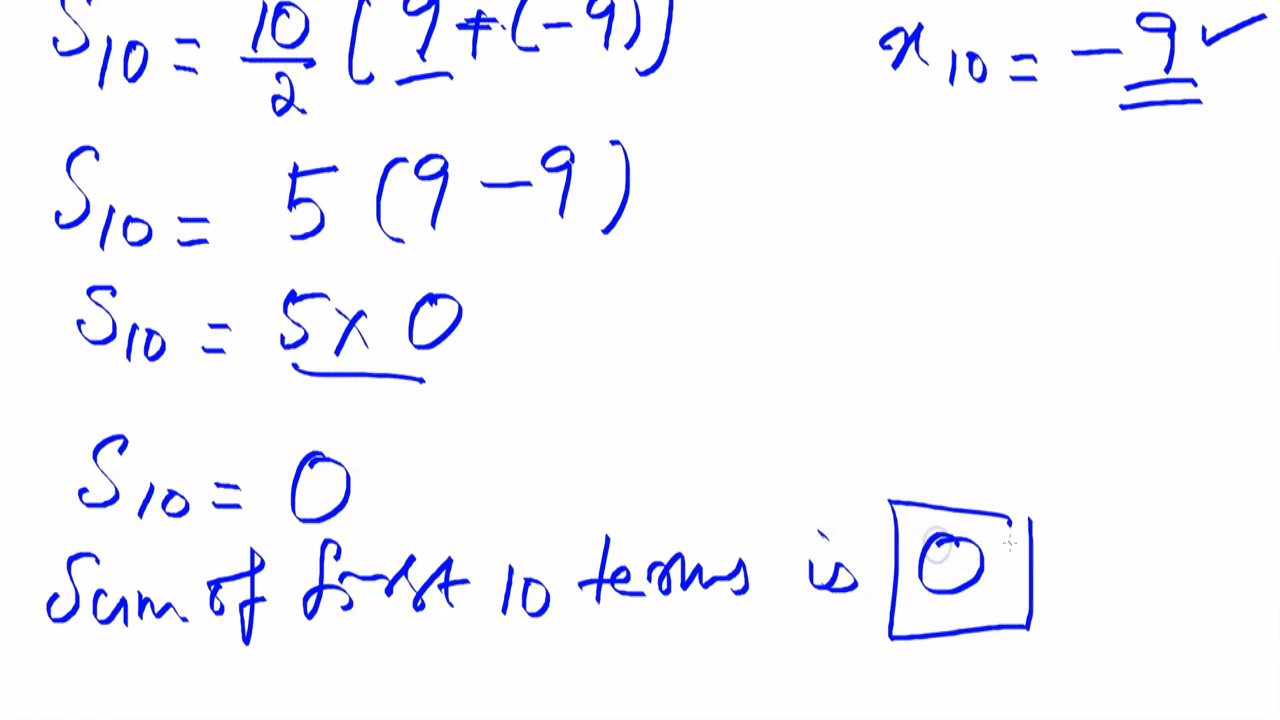 S10 = 10/2 (9 + (-9))
x10 = -9 ✓
S10 = 5 (9 - 9)
S10 = 5 x 0
S10 = 0
Sum of first 10 terms is 0